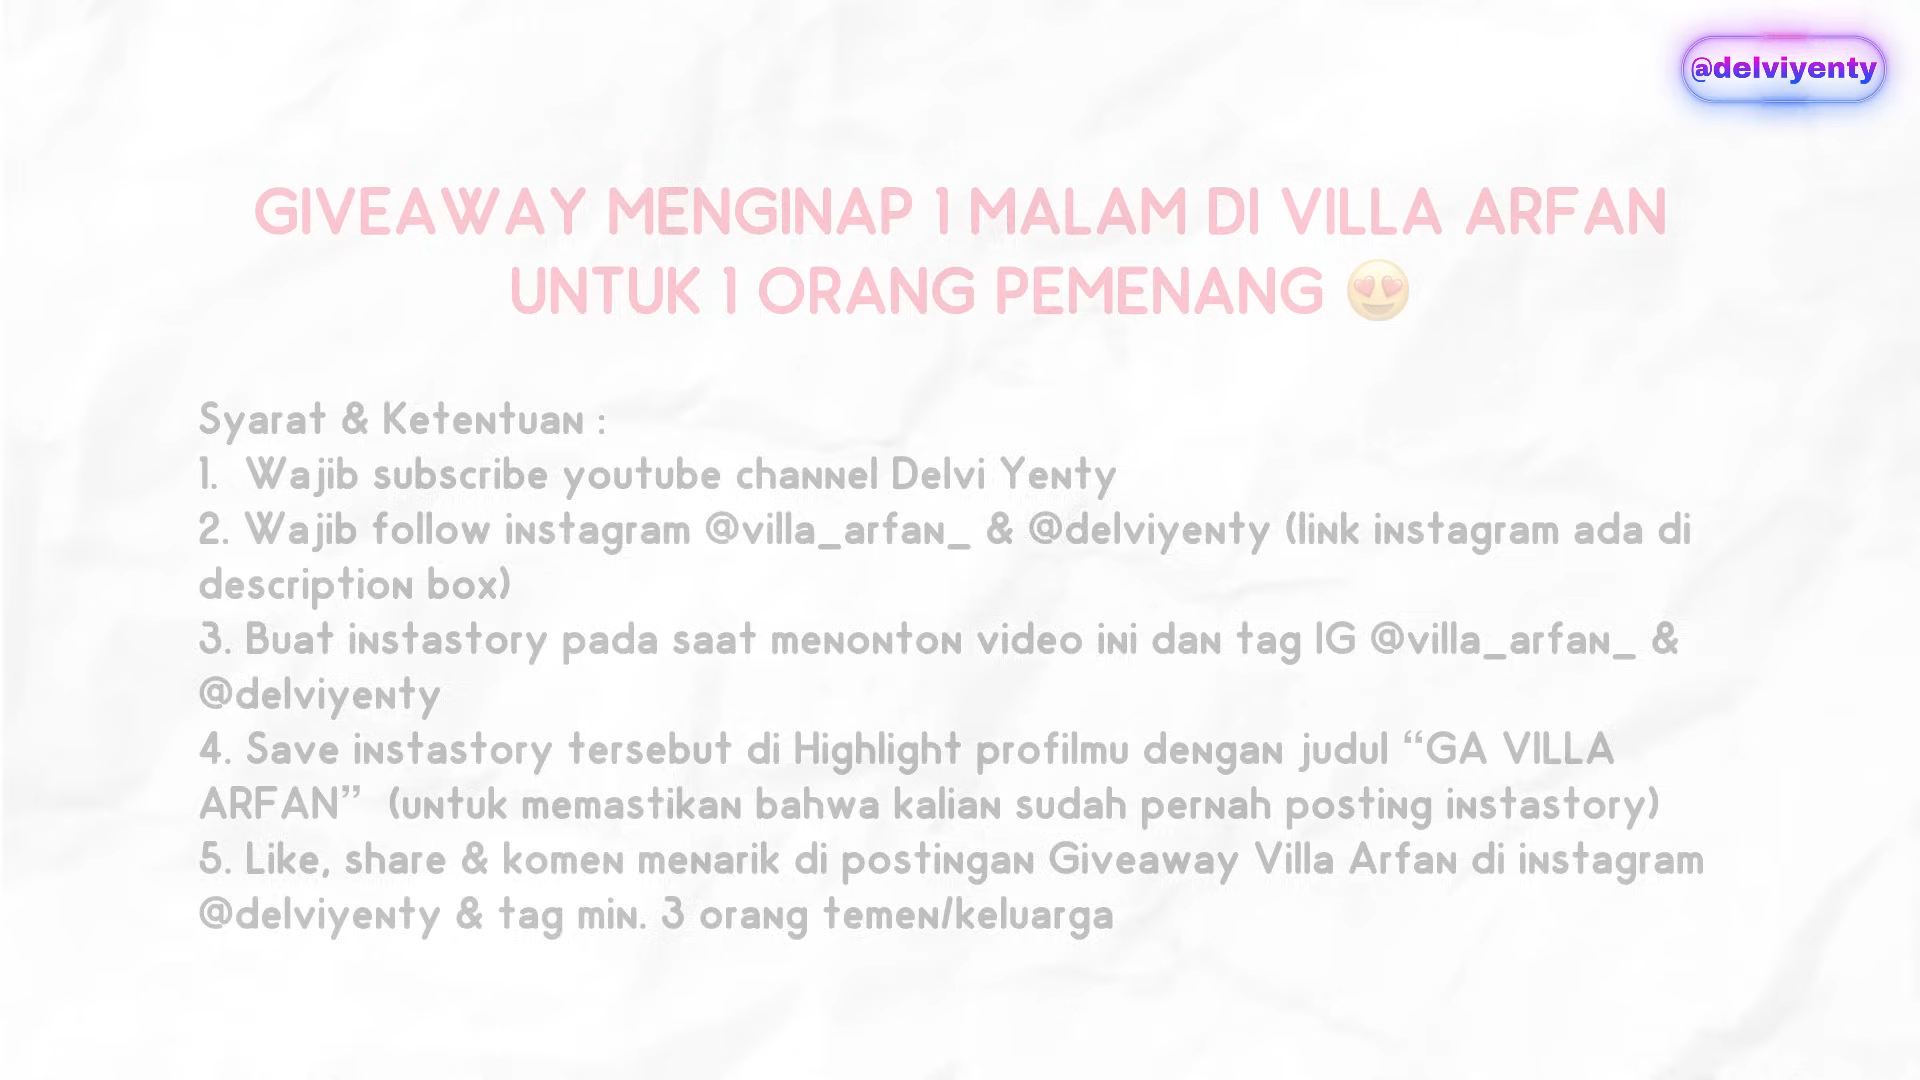 @delviyenty
GIVEAWAY MENGINAP 1 MALAM DI VILLA ARFAN
UNTUK 1 ORANG PEMENANG 😍
Syarat & Ketentuan :
1.  Wajib subscribe youtube channel Delvi Yenty
2. Wajib follow instagram @villa_arfan_ & @delviyenty (link instagram ada di
description box)
3. Buat instastory pada saat menonton video ini dan tag IG @villa_arfan_ &
@delviyenty
4. Save instastory tersebut di Highlight profilmu dengan judul “GA VILLA
ARFAN”  (untuk memastikan bahwa kalian sudah pernah posting instastory)
5. Like, share & komen menarik di postingan Giveaway Villa Arfan di instagram
@delviyenty & tag min. 3 orang temen/keluarga